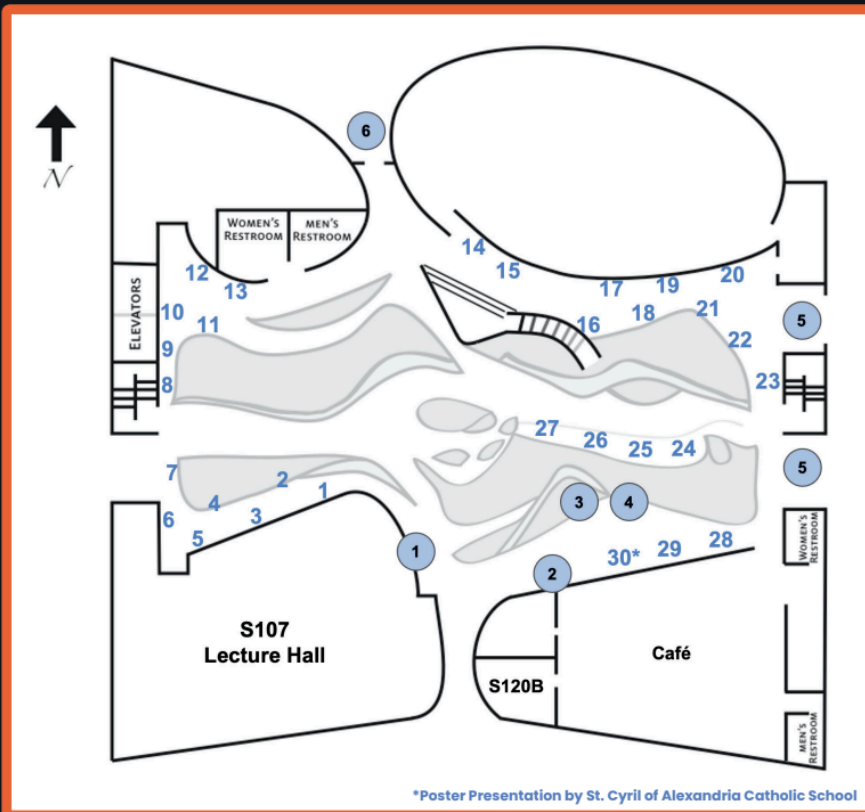 6
N
WOMEN'S
RESTROOM
MEN'S
RESTROOM
14
15
12
13
17
19
20
ELEVATORS
10
11
16
18
21
5
9
22
8
23
27
26
25
24
7
2
1
5
4
3
4
6
3
5
1
30*
29
28
WOMEN'S
RESTROOM
2
S107
Lecture Hall
Café
S120B
MEN'S
RESTROOM
*Poster Presentation by St. Cyril of Alexandria Catholic School